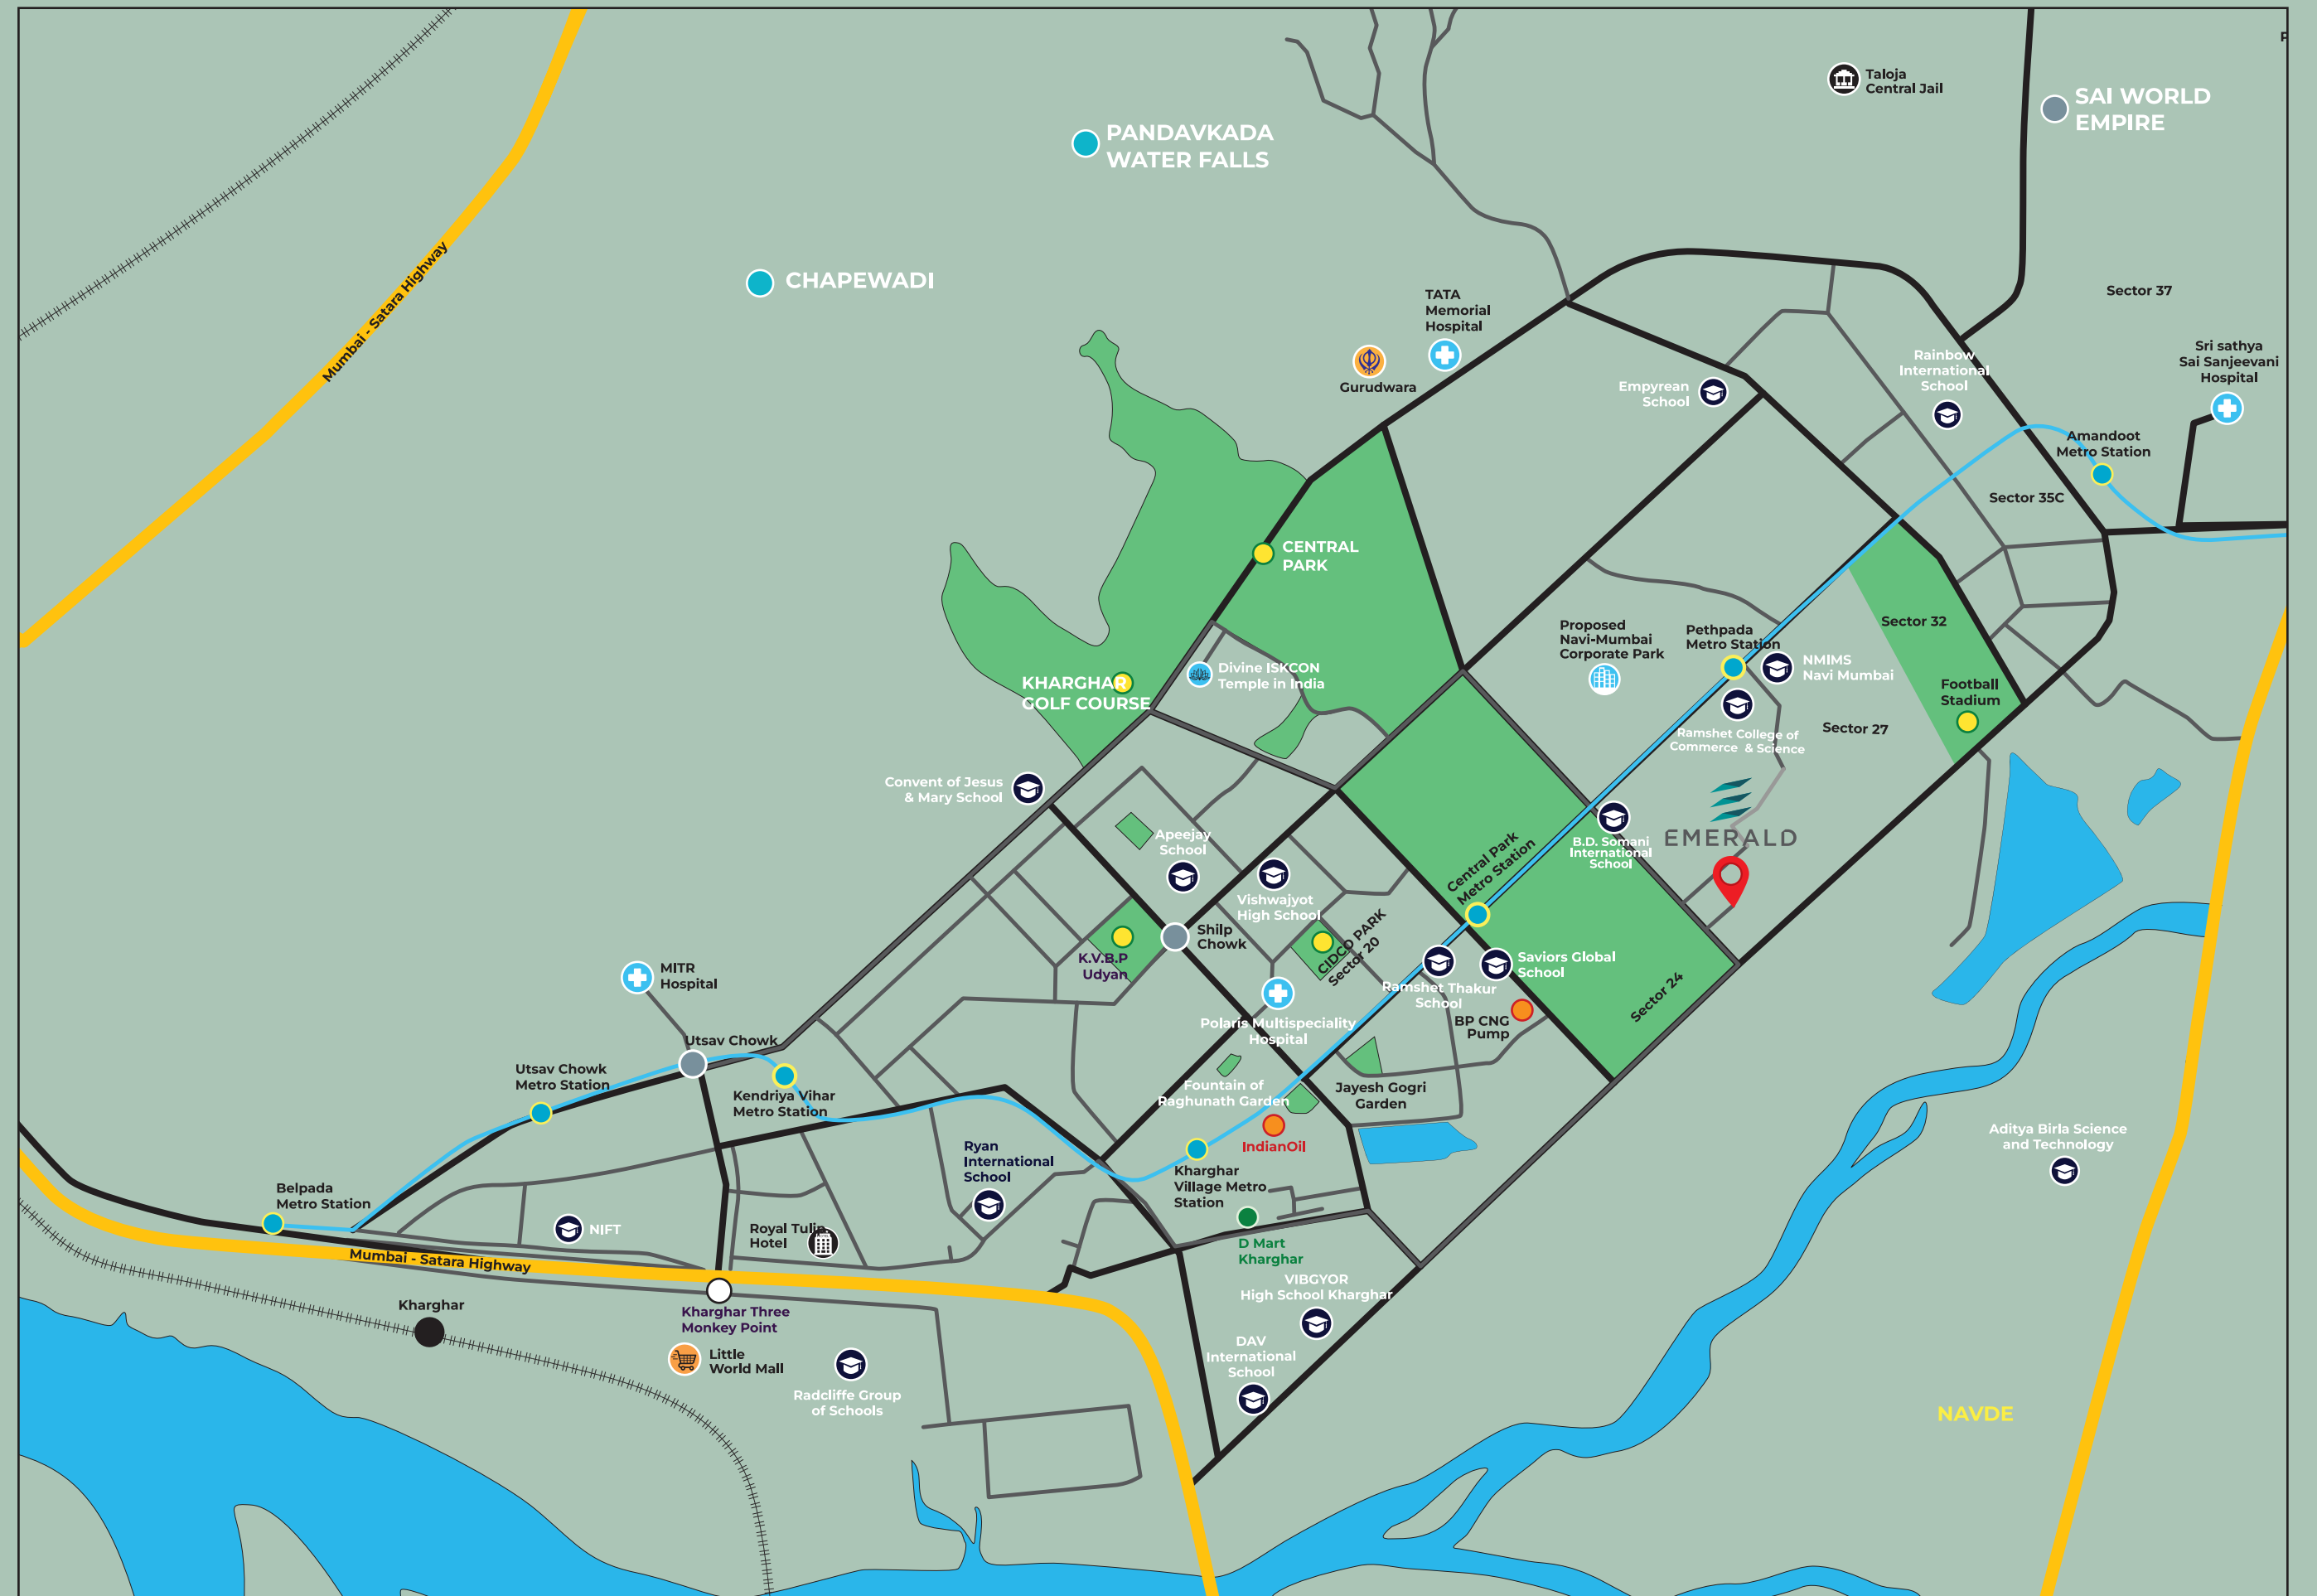 Taloja
Central Jail
SAI WORLD
EMPIRE
PANDAVKADA
WATER FALLS
CHAPEWADI
Mumbai - Satara Highway
TATA
Memorial
Hospital
Gurudwara
Sector 37
Sri sathya
Sai Sanjeevani
Hospital
Rainbow
International
School
Empyrean
School
Amandoot
Metro Station
Sector 35C
CENTRAL
PARK
Sector 32
Proposed
Navi-Mumbai
Corporate Park
Pethpada
Metro Station
NMIMS
Navi Mumbai
Football
Stadium
Divine ISKCON
Temple in India
KHARGHAR
GOLF COURSE
Ramshet College of
Commerce & Science
Sector 27
Convent of Jesus
& Mary School
Apeejay
School
EMERALD
B.D. Somani
International
School
Central Park
Metro Station
Vishwajyot
High School
Shilp
Chowk
CIDCO PARK
Sector 20
K.V.B.P
Udyan
Saviors Global
School
MITR
Hospital
Ramshet Thakur
School
Sector 24
Polaris Multispeciality
Hospital
BP CNG
Pump
Utsav Chowk
Utsav Chowk
Metro Station
Kendriya Vihar
Metro Station
Fountain of
Raghunath Garden
Jayesh Gogri
Garden
IndianOil
Aditya Birla Science
and Technology
Ryan
International
School
Kharghar
Village Metro
Station
Belpada
Metro Station
NIFT
Royal Tulip
Hotel
D Mart
Kharghar
Mumbai - Satara Highway
VIBGYOR
High School Kharghar
Kharghar
Kharghar Three
Monkey Point
Little
World Mall
DAV
International
School
Radcliffe Group
of Schools
NAVDE